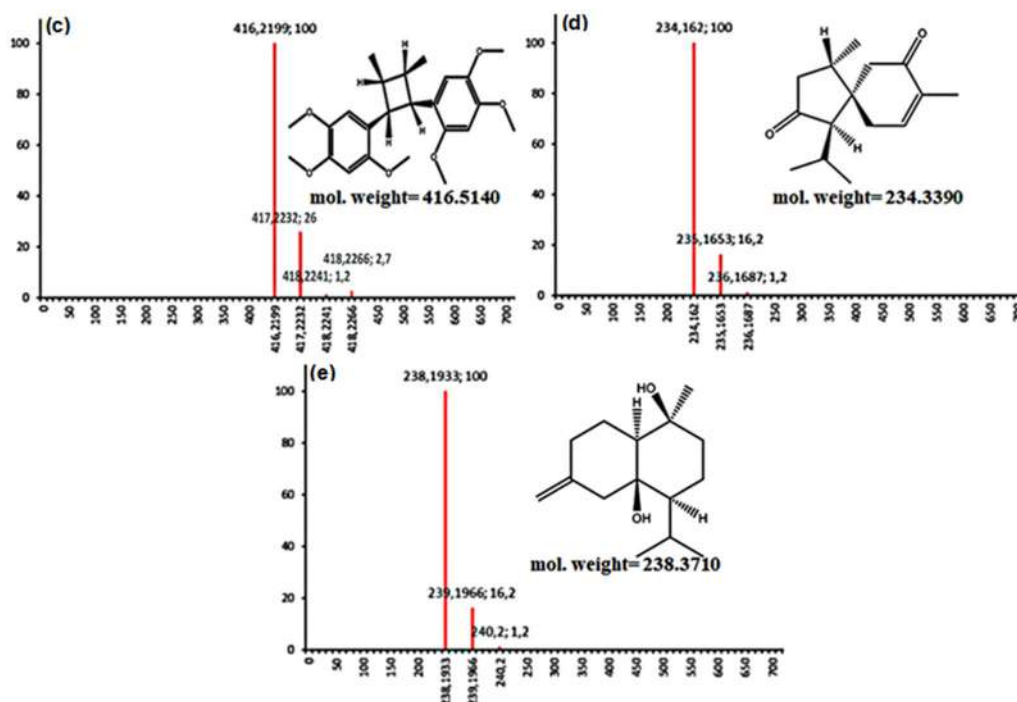 (c)
416,2199; 100
417,2232; 26
418,2266; 2,7
418,2241; 1,2
mol. weight= 416.5140
100
80
60
40
20
0
0 50 100 150 200 250 300 416,2199 417,2232 418,2241 418,2266 450 500 550 600 650 700
H
H
H
H
O
O
O
O
O
O
(d)
234,162; 100
235,1653; 16,2
236,1687; 1,2
mol. weight= 234.3390
100
80
60
40
20
0
0 50 100 150 200 234,162 235,1653 236,1687 250 300 350 400 450 500 550 600 650 700
H
O
O
H
(e)
238,1933; 100
239,1966; 16,2
240,2; 1,2
HO
H
OH
H
mol. weight= 238.3710
100
80
60
40
20
0
0 50 100 150 200 238,1933 239,1966 240,2 250 300 350 400 450 500 550 600 650 700